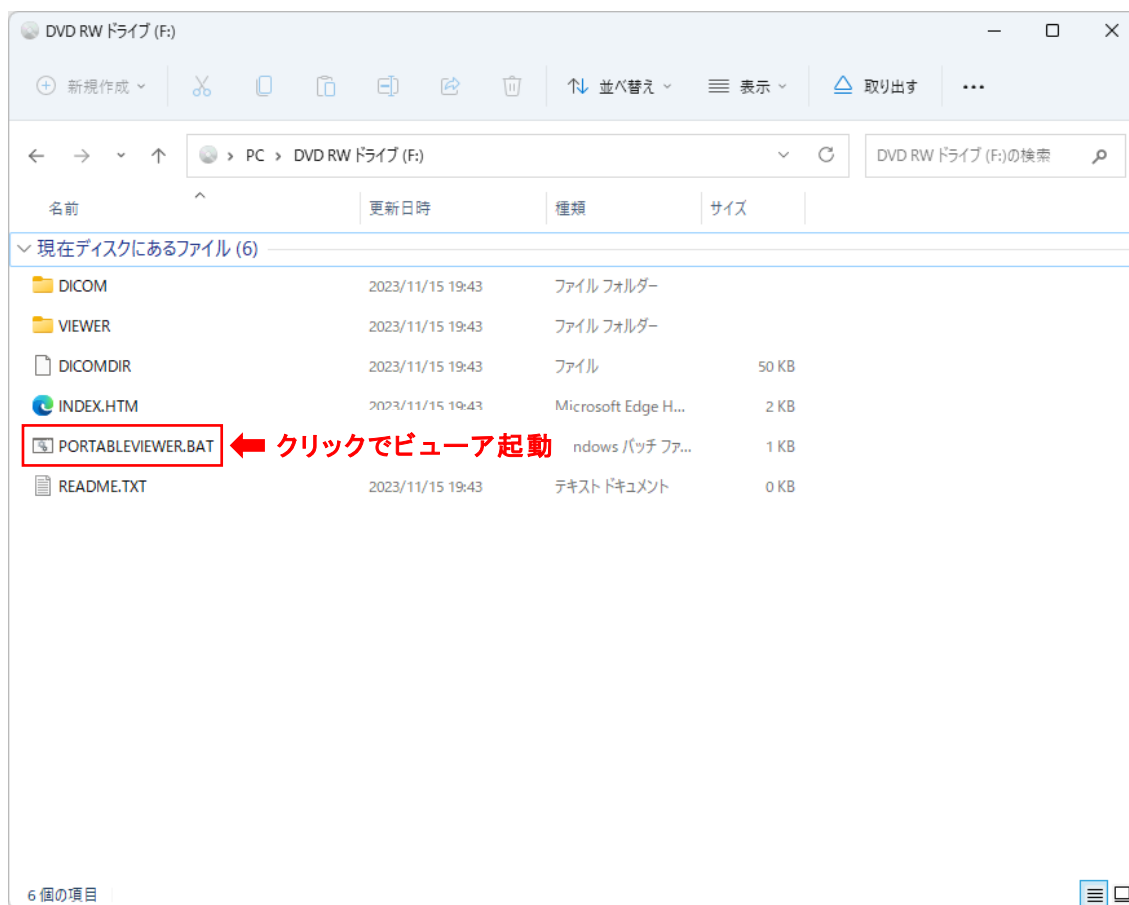 DVD RW ドライブ (F:)
新規作成 並べ替え 表示 取り出す
PC › DVD RW ドライブ (F:) DVD RW ドライブ (F:)の検索
名前 更新日時 種類 サイズ
現在ディスクにあるファイル (6)
DICOM 2023/11/15 19:43 ファイル フォルダー
VIEWER 2023/11/15 19:43 ファイル フォルダー
DICOMDIR 2023/11/15 19:43 ファイル 50 KB
INDEX.HTM 2023/11/15 19:43 Microsoft Edge H... 2 KB
PORTABLEVIEWER.BAT クリックでビューア起動 ndows バッチ ファ... 1 KB
README.TXT 2023/11/15 19:43 テキスト ドキュメント 0 KB
6 個の項目